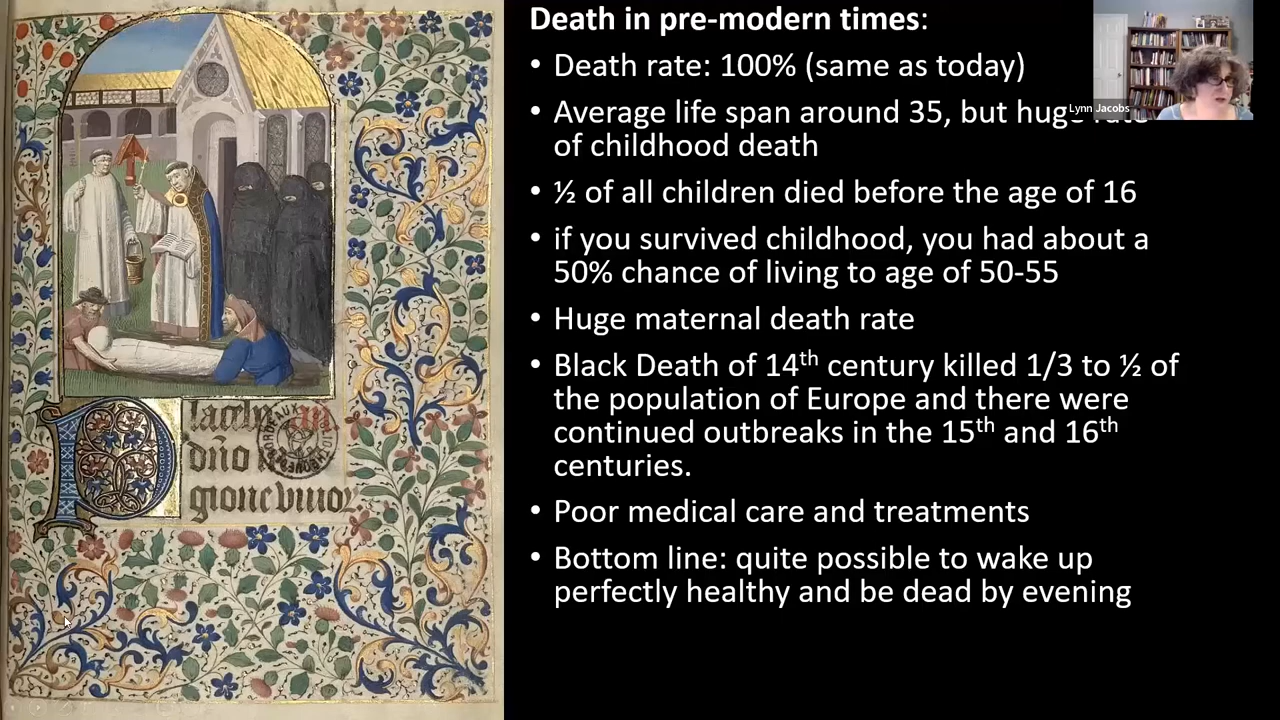 Death in pre-modern times:
• Death rate: 100% (same as today)
• Average life span around 35, but huge rate
of childhood death
• ½ of all children died before the age of 16
• if you survived childhood, you had about a
50% chance of living to age of 50-55
• Huge maternal death rate
• Black Death of 14th century killed 1/3 to ½ of
the population of Europe and there were
continued outbreaks in the 15th and 16th
centuries.
• Poor medical care and treatments
• Bottom line: quite possible to wake up
perfectly healthy and be dead by evening
Lynn Jacobs